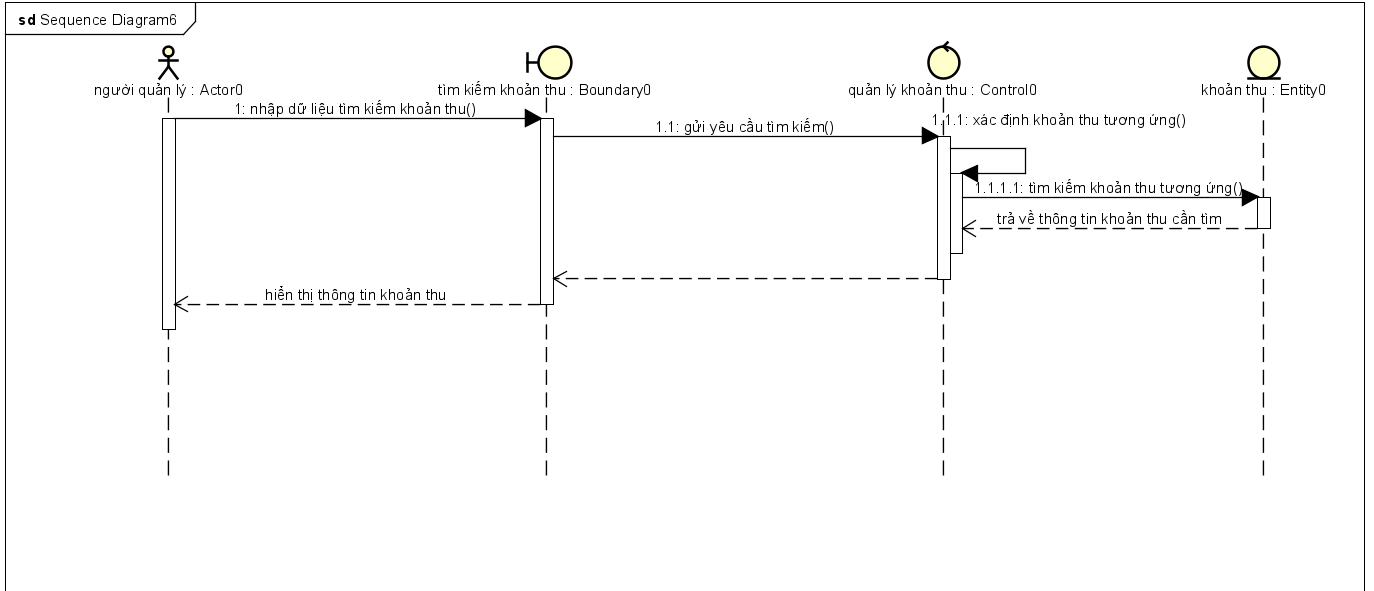 sd Sequence Diagram6
người quản lý : Actor0
tìm kiếm khoản thu : Boundary0
quản lý khoản thu : Control0
khoản thu : Entity0
1: nhập dữ liệu tìm kiếm khoản thu()
1.1: gửi yêu cầu tìm kiếm()
1.1.1: xác định khoản thu tương ứng()
1.1.1.1: tìm kiếm khoản thu tương ứng()
trả về thông tin khoản thu cần tìm
hiển thị thông tin khoản thu